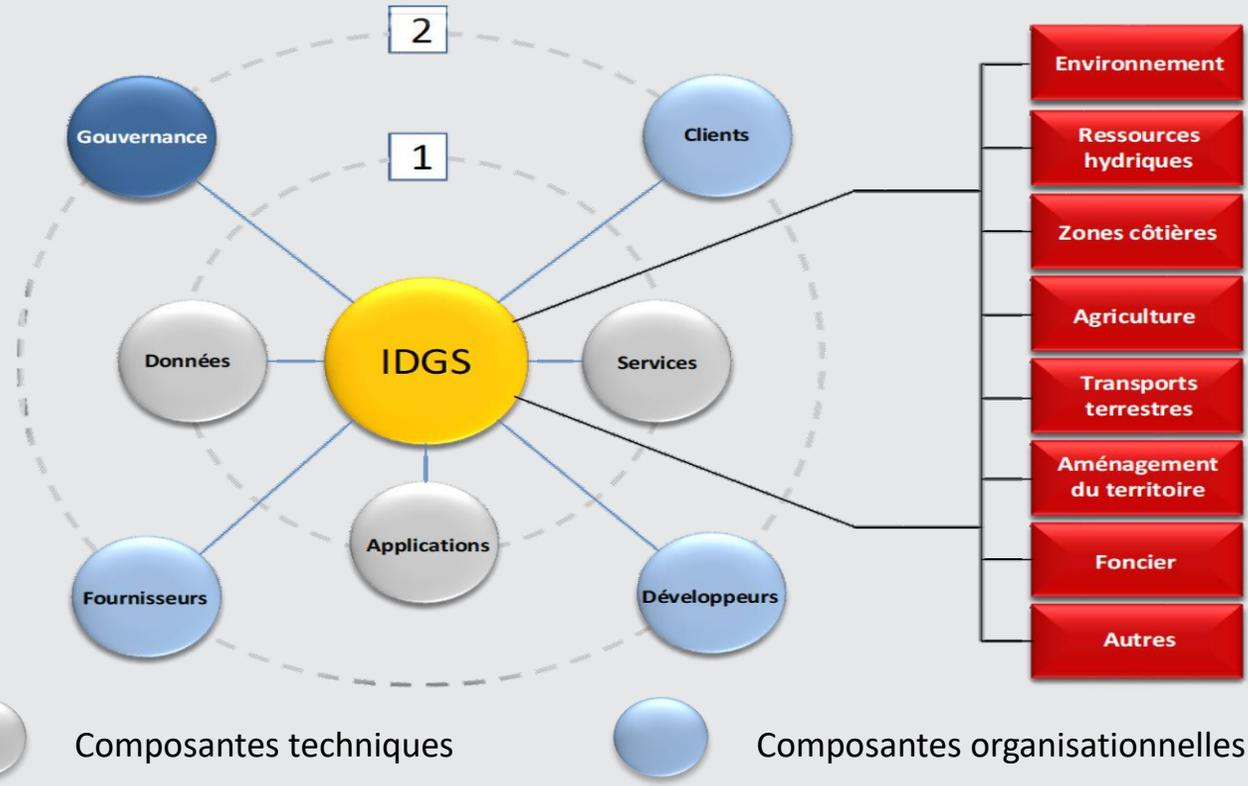 2
1
Gouvernance
Clients
Données
IDGS
Services
Applications
Fournisseurs
Développeurs
Environnement
Ressources
hydriques
Zones côtières
Agriculture
Transports
terrestres
Aménagement
du territoire
Foncier
Autres
Composantes techniques
Composantes organisationnelles